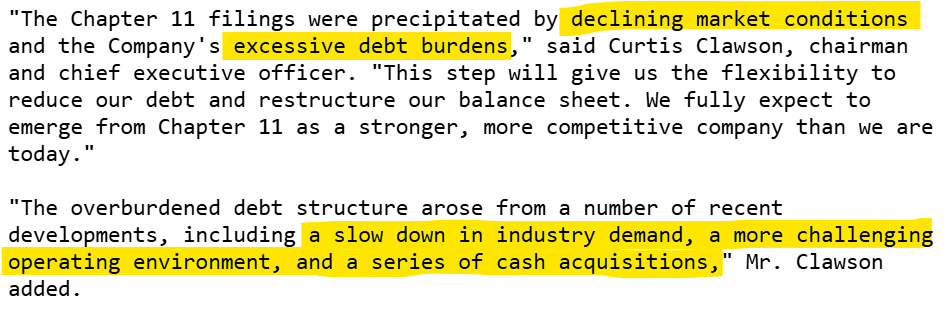 "The Chapter 11 filings were precipitated by declining market conditions
and the Company's excessive debt burdens," said Curtis Clawson, chairman
and chief executive officer. "This step will give us the flexibility to
reduce our debt and restructure our balance sheet. We fully expect to
emerge from Chapter 11 as a stronger, more competitive company than we are
today."
"The overburdened debt structure arose from a number of recent
developments, including a slow down in industry demand, a more challenging
operating environment, and a series of cash acquisitions," Mr. Clawson
added.